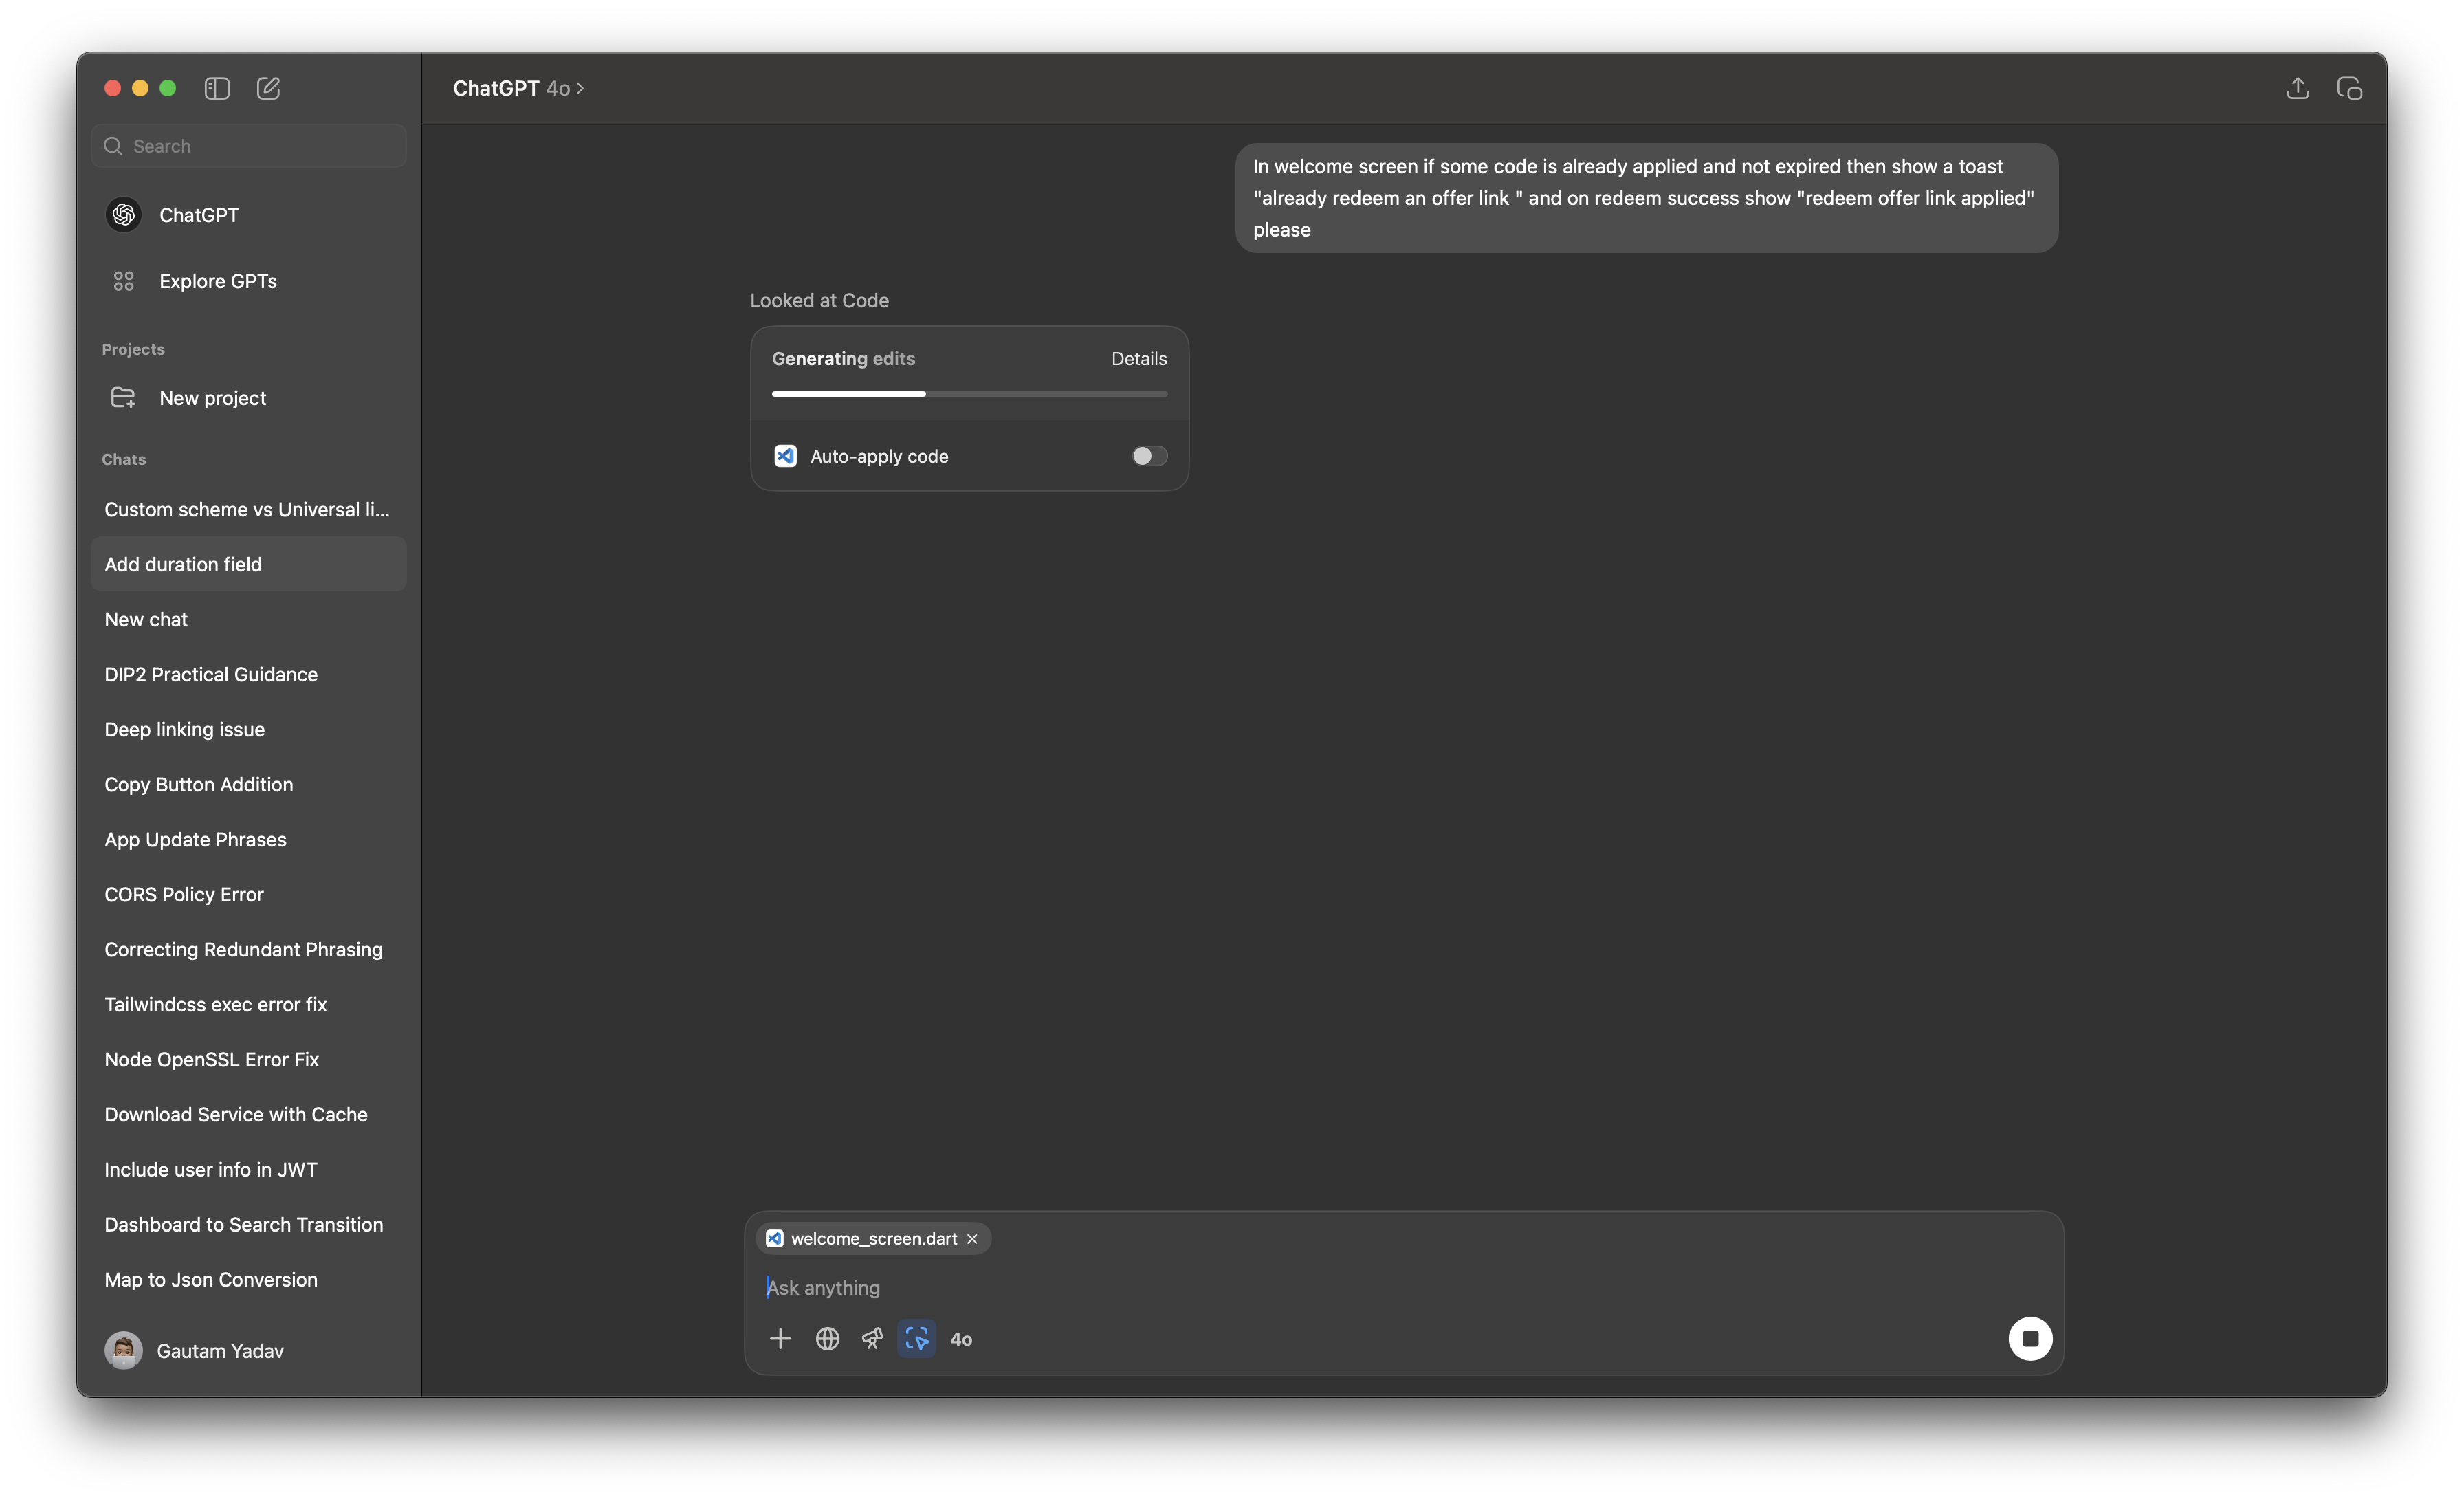 ChatGPT 4o
Search
ChatGPT
Explore GPTs
Projects
New project
Chats
Custom scheme vs Universal li...
Add duration field
New chat
DIP2 Practical Guidance
Deep linking issue
Copy Button Addition
App Update Phrases
CORS Policy Error
Correcting Redundant Phrasing
Tailwindcss exec error fix
Node OpenSSL Error Fix
Download Service with Cache
Include user info in JWT
Dashboard to Search Transition
Map to Json Conversion
Gautam Yadav
In welcome screen if some code is already applied and not expired then show a toast
"already redeem an offer link " and on redeem success show "redeem offer link applied"
please
Looked at Code
Generating edits Details
Auto-apply code
welcome_screen.dart
Ask anything
4o